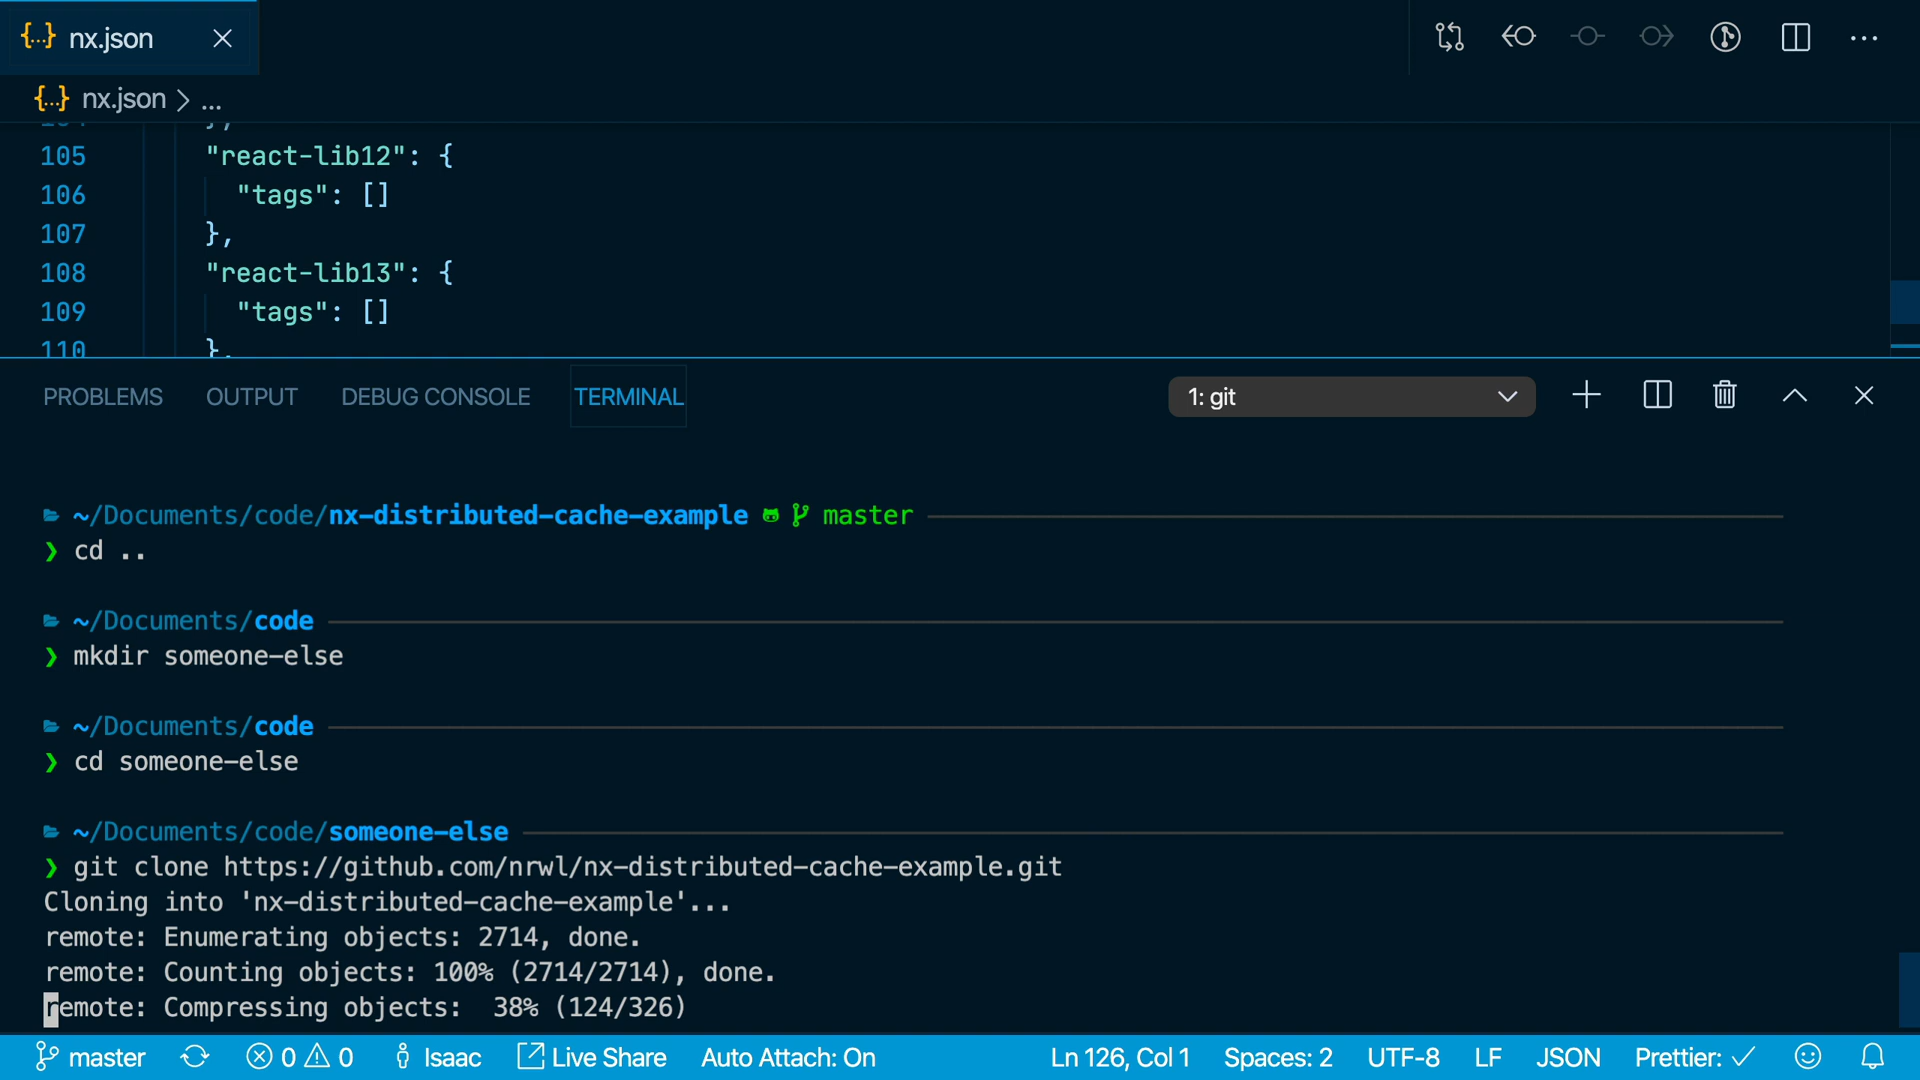 {...} nx.json
{...} nx.json > ...
105 "react-lib12": {
106 "tags": []
107 },
108 "react-lib13": {
109 "tags": []
110 },
PROBLEMS OUTPUT DEBUG CONSOLE TERMINAL 1: git
~/Documents/code/nx-distributed-cache-example master
❯ cd ..
~/Documents/code
❯ mkdir someone-else
~/Documents/code
❯ cd someone-else
~/Documents/code/someone-else
❯ git clone https://github.com/nrwl/nx-distributed-cache-example.git
Cloning into 'nx-distributed-cache-example'...
remote: Enumerating objects: 2714, done.
remote: Counting objects: 100% (2714/2714), done.
remote: Compressing objects:  38% (124/326)
master 0 0 Isaac Live Share Auto Attach: On Ln 126, Col 1 Spaces: 2 UTF-8 LF JSON Prettier: ✓